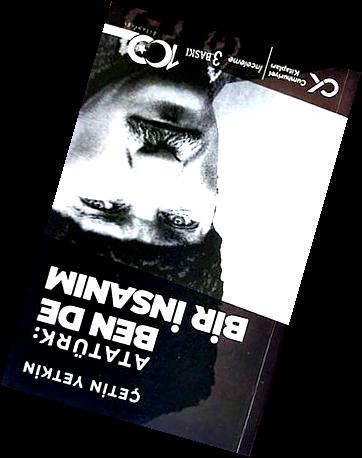 ÇETİN YETKİN
ATATÜRK:
BEN DE
BİR İNSANIM
Cumhuriyet
Kitapları
İnceleme
3. BASKI
100